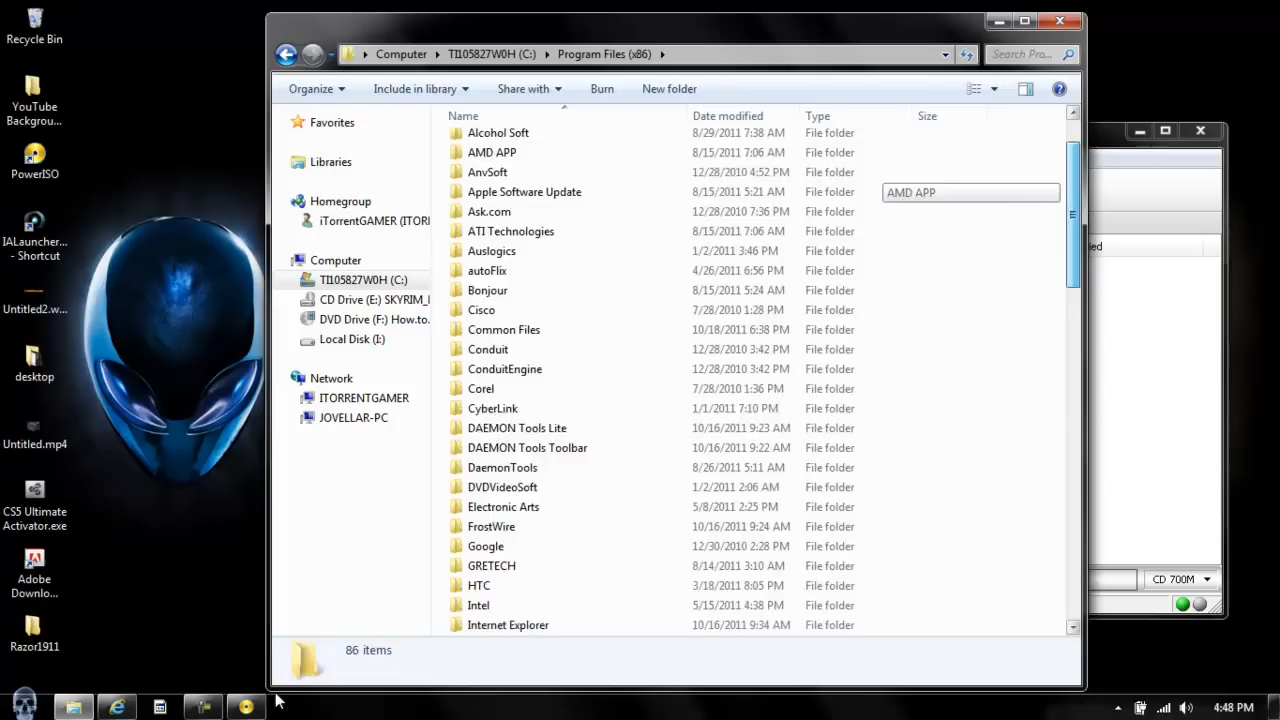 Recycle Bin
YouTube
Backgrou...
PowerISO
IALauncher...
- Shortcut
Untitled2.w...
desktop
Untitled.mp4
CS5 Ultimate
Activator.exe
Adobe
Downlo...
Razor1911
Computer
TI105827W0H (C:)
Program Files (x86)
Search Pro...
Organize
Include in library
Share with
Burn
New folder
Favorites
Libraries
Homegroup
iTorrentGAMER (ITOR
Computer
TI105827W0H (C:)
CD Drive (E:) SKYRIM_
DVD Drive (F:) How.to.
Local Disk (I:)
Network
ITORRENTGAMER
JOVELLAR-PC
Name Date modified Type Size
Alcohol Soft 8/29/2011 7:38 AM File folder
AMD APP 8/15/2011 7:06 AM File folder
AnvSoft 12/28/2010 4:52 PM File folder
Apple Software Update 8/15/2011 5:21 AM File folder
AMD APP
Ask.com 12/28/2010 7:36 PM File folder
ATI Technologies 8/15/2011 7:06 AM File folder
Auslogics 1/2/2011 3:46 PM File folder
autoFlix 4/26/2011 6:56 PM File folder
Bonjour 8/15/2011 5:24 AM File folder
Cisco 7/28/2010 1:28 PM File folder
Common Files 10/18/2011 6:38 PM File folder
Conduit 12/28/2010 3:42 PM File folder
ConduitEngine 12/28/2010 3:42 PM File folder
Corel 7/28/2010 1:36 PM File folder
CyberLink 1/1/2011 7:10 PM File folder
DAEMON Tools Lite 10/16/2011 9:23 AM File folder
DAEMON Tools Toolbar 10/16/2011 9:22 AM File folder
DaemonTools 8/26/2011 5:11 AM File folder
DVDVideoSoft 1/2/2011 2:06 AM File folder
Electronic Arts 5/8/2011 2:25 PM File folder
FrostWire 10/16/2011 9:24 AM File folder
Google 12/30/2010 2:28 PM File folder
GRETECH 8/14/2011 3:10 AM File folder
HTC 3/18/2011 8:05 PM File folder
Intel 5/15/2011 4:38 PM File folder
Internet Explorer 10/16/2011 9:34 AM File folder
86 items
ed
CD 700M
4:48 PM